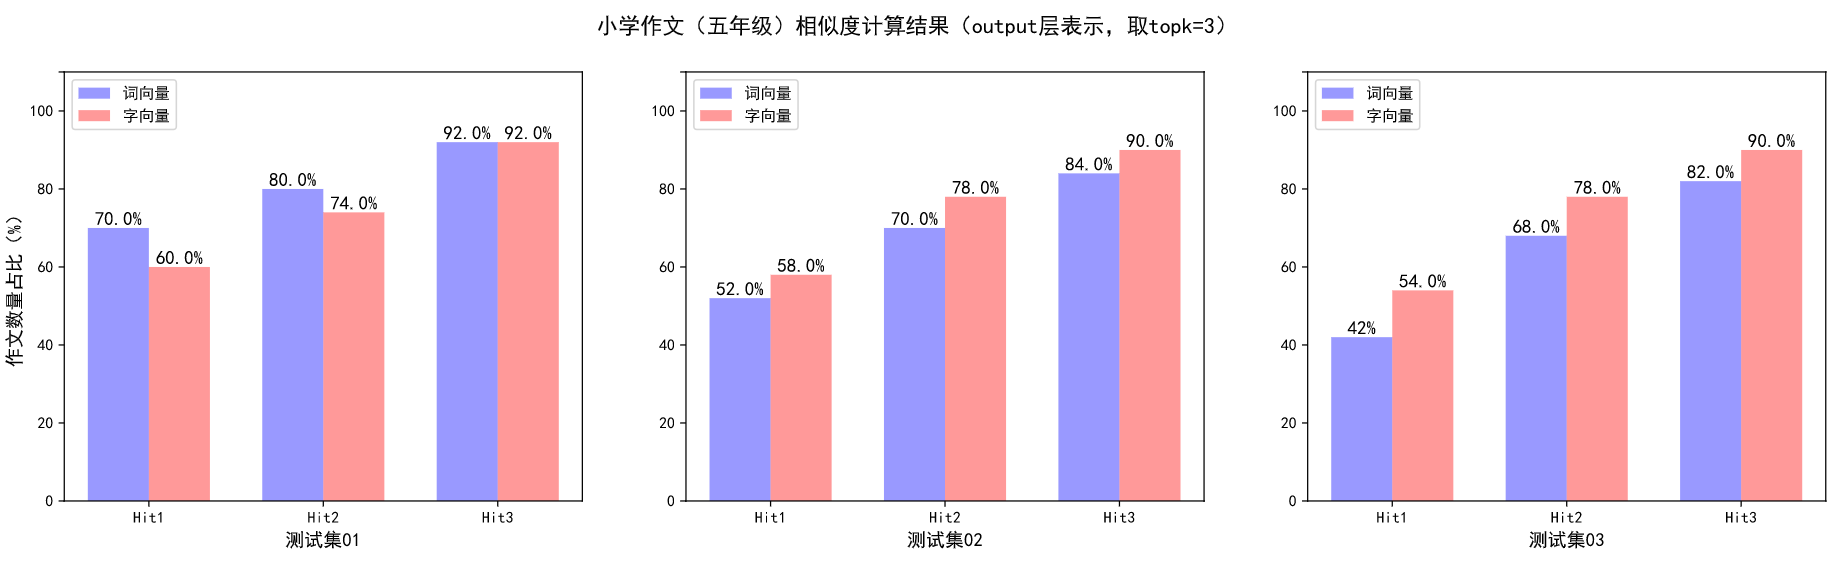 小学作文（五年级）相似度计算结果（output层表示，取topk=3）
作文数量占比（%）
词向量
字向量
100
80
60
40
20
0
70.0%
60.0%
80.0%
74.0%
92.0%
92.0%
Hit1
Hit2
Hit3
测试集01
词向量
字向量
100
80
60
40
20
0
52.0%
58.0%
70.0%
78.0%
84.0%
90.0%
Hit1
Hit2
Hit3
测试集02
词向量
字向量
100
80
60
40
20
0
42%
54.0%
68.0%
78.0%
82.0%
90.0%
Hit1
Hit2
Hit3
测试集03